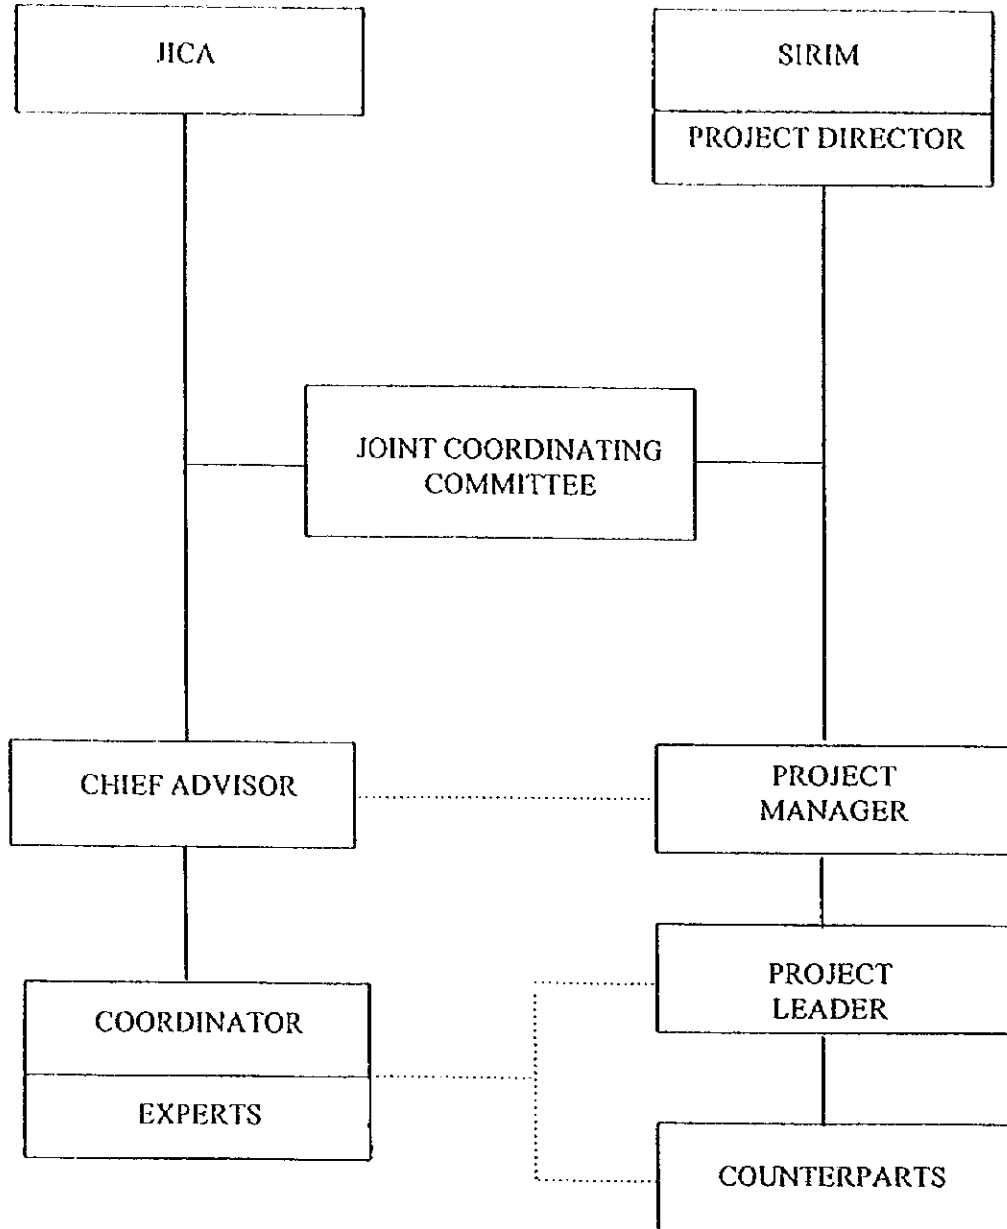 JICA
SIRIM
PROJECT DIRECTOR
JOINT COORDINATING
COMMITTEE
CHIEF ADVISOR
PROJECT
MANAGER
COORDINATOR
EXPERTS
PROJECT
LEADER
COUNTERPARTS